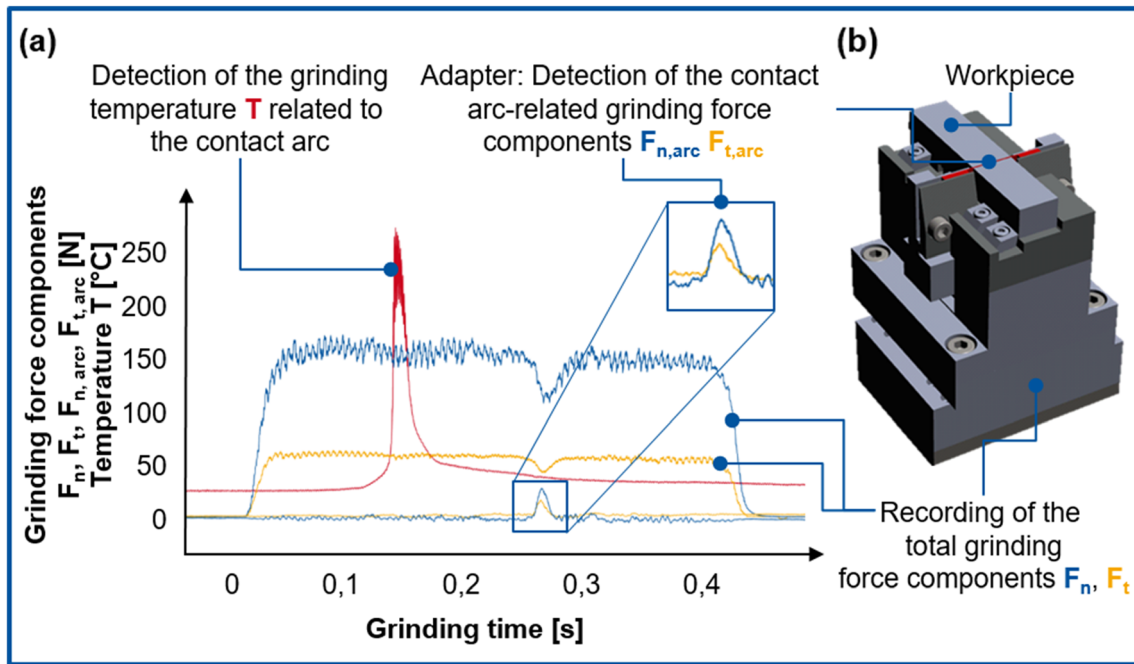 (a)
Detection of the grinding
temperature T related to
the contact arc
Adapter: Detection of the contact
arc-related grinding force
components Fn,arc Ft,arc
(b)
Workpiece
Grinding force components
Fn, Ft, Fn, arc, Ft,arc [N]
Temperature T [°C]
250
200
150
100
50
0
0 0,1 0,2 0,3 0,4
Grinding time [s]
Recording of the
total grinding
force components Fn, Ft